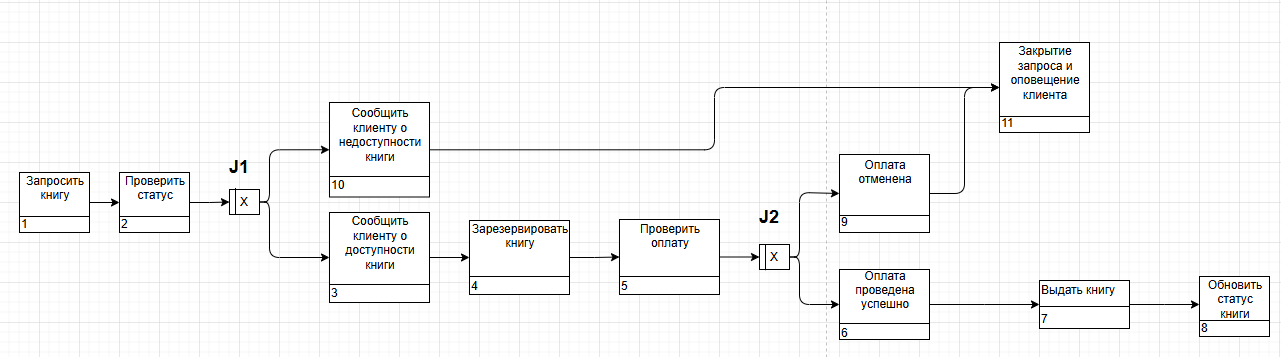 Запросить
книгу
1
Проверить
статус
2
J1
X
Сообщить
клиенту о
недоступности
книги
10
Сообщить
клиенту о
доступности
книги
3
Зарезервировать
книгу
4
Проверить
оплату
5
J2
X
Оплата
отменена
9
Оплата
проведена
успешно
6
Закрытие
запроса и
оповещение
клиента
11
Выдать книгу
7
Обновить
статус
книги
8